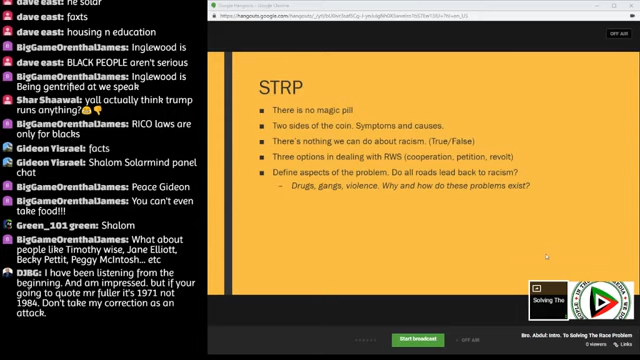 dave east: he solar
dave east: faxts
dave east: housing n education
BigGameOrenthalJames: Inglewood is
dave east: BLACK PEOPLE aren't serious
BigGameOrenthalJames: Inglewood is
Being gentrified at we speak
Shar Shaawal: yall actually think trump
runs anything?
BigGameOrenthalJames: RICO laws are
only for blacks
Gideon Yisrael: facts
Gideon Yisrael: Shalom Solarmind panel
chat
BigGameOrenthalJames: Peace Gideon
BigGameOrenthalJames: You can't even
take food!!!
Green_101 green: Shalom
BigGameOrenthalJames: What about
people like Timothy wise, Jane Elliott,
Becky Pettit, Peggy McIntosh... etc
DJBG: I have been listening from the
beginning. And am impressed. but if your
going to quote mr fuller it's 1971 not
1984. Don't take my correction as an
attack.
Google Hangouts - Google Chrome
OFF AIR
STRP
There is no magic pill
Two sides of the coin. Symptoms and causes.
There's nothing we can do about racism. (True/False)
Three options in dealing with RWS (cooperation, petition, revolt)
Define aspects of the problem. Do all roads lead back to racism?
– Drugs, gangs, violence. Why and how do these problems exist?
Solving The
Start broadcast
OFF AIR
Bro. Abdul: Intro. To Solving The Race Problem
0 viewers
Links